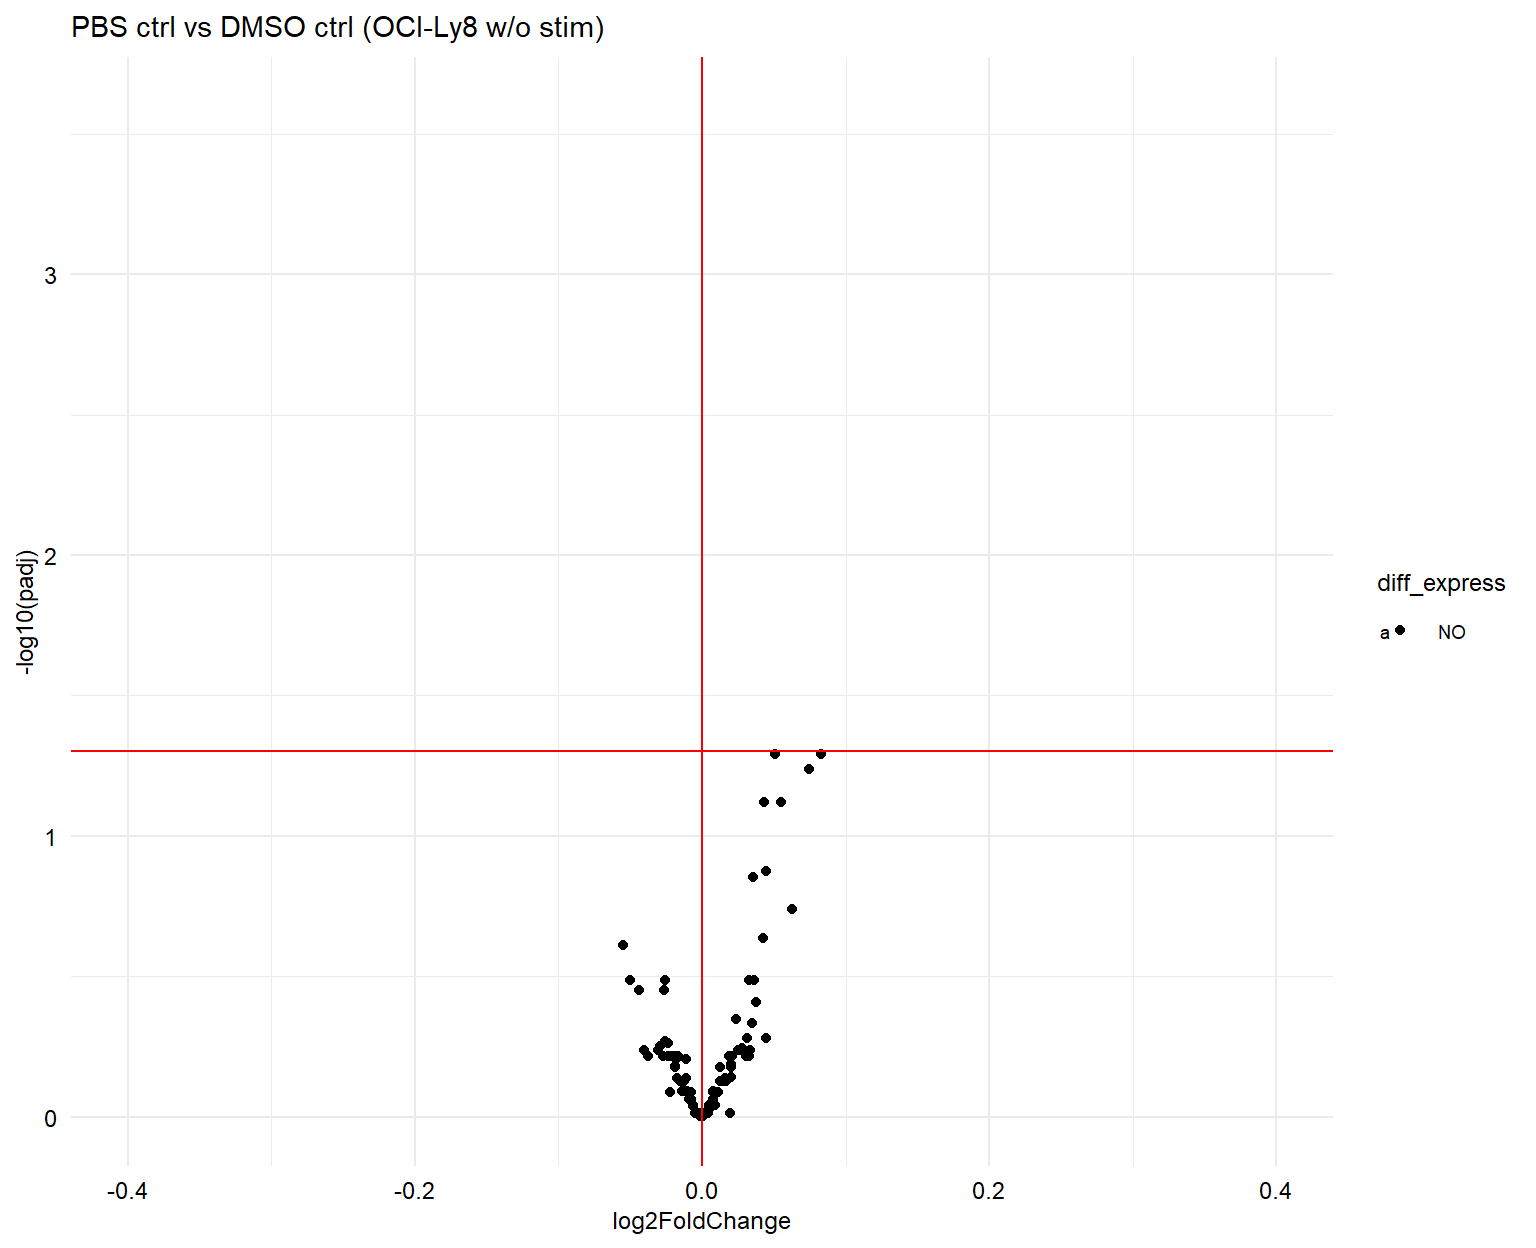 PBS ctrl vs DMSO ctrl (OCI-Ly8 w/o stim)
3
2
1
0
-log10(padj)
-0.4
-0.2
0.0
0.2
0.4
log2FoldChange
diff_express
a NO